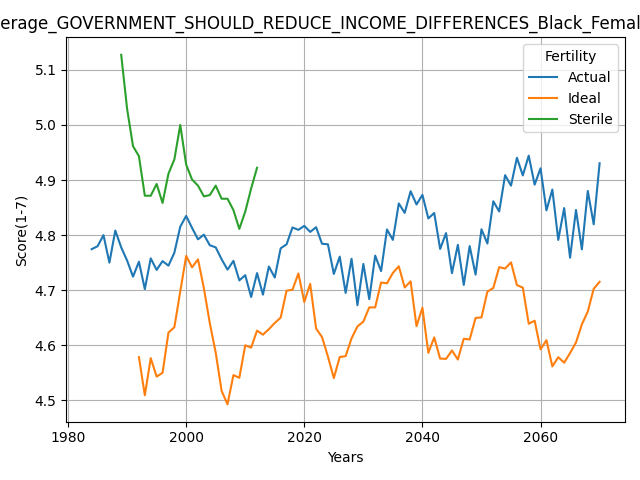 erage_GOVERNMENT_SHOULD_REDUCE_INCOME_DIFFERENCES_Black_Femal
Score(1-7)
5.1
5.0
4.9
4.8
4.7
4.6
4.5
Fertility
Actual
Ideal
Sterile
1980
2000
2020
2040
2060
Years